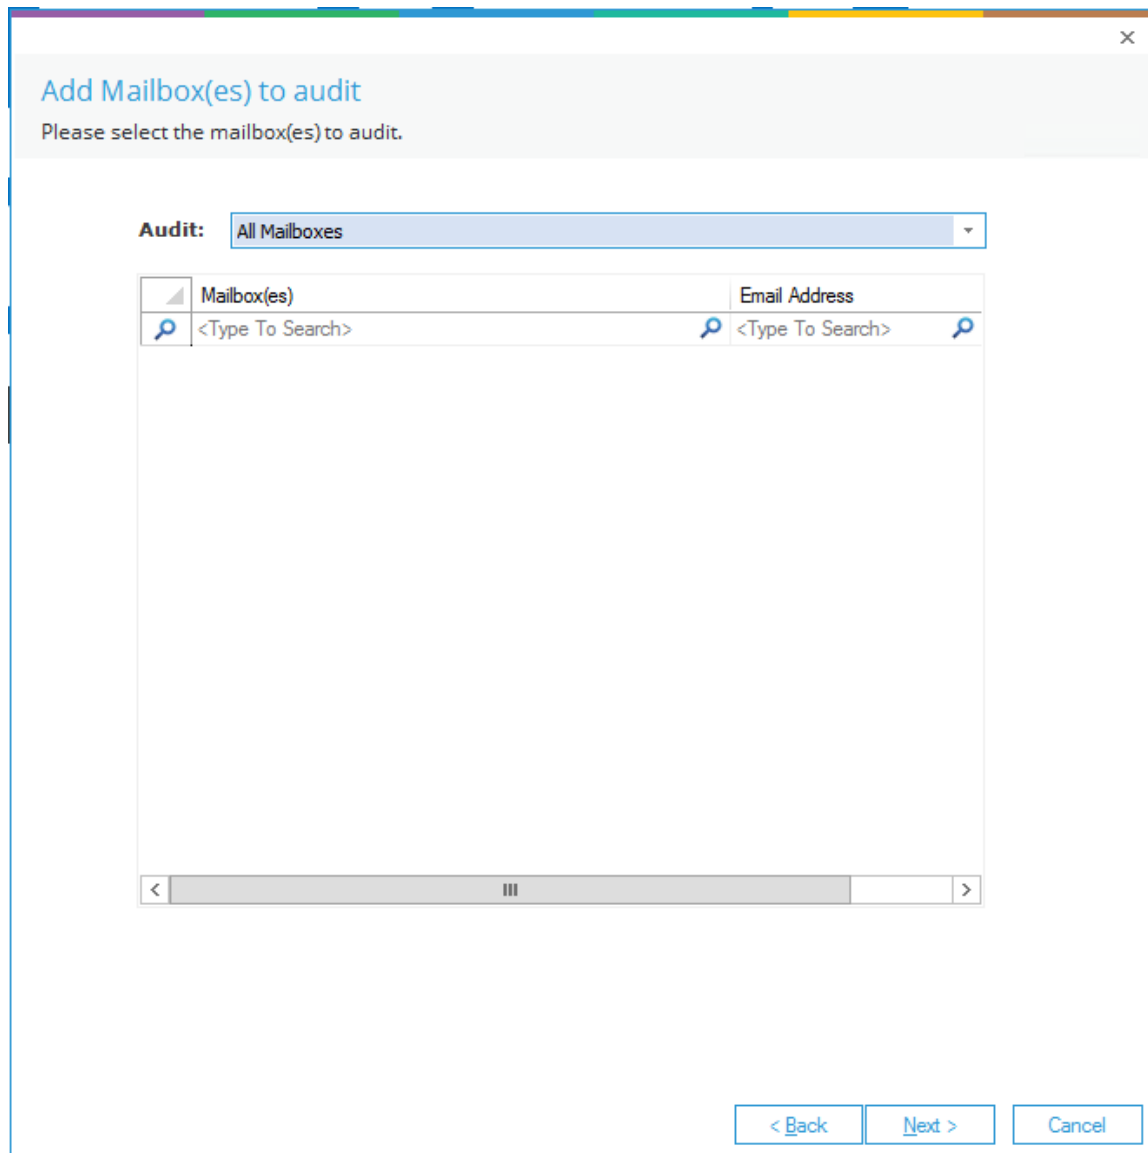 Add Mailbox(es) to audit
Please select the mailbox(es) to audit.
Audit: All Mailboxes
Mailbox(es) Email Address
<Type To Search> <Type To Search>
< Back Next > Cancel